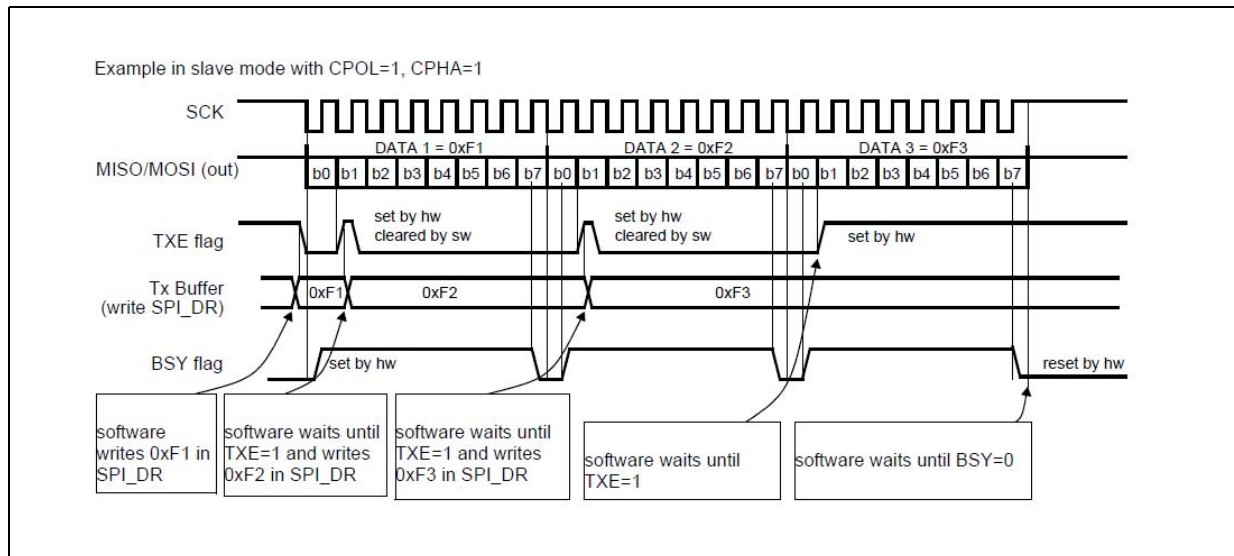 Example in slave mode with CPOL=1, CPHA=1
SCK
DATA 1 = 0xF1 DATA 2 = 0xF2 DATA 3 = 0xF3
MISO/MOSI (out) b0 b1 b2 b3 b4 b5 b6 b7 b0 b1 b2 b3 b4 b5 b6 b7 b0 b1 b2 b3 b4 b5 b6 b7
set by hw set by hw
cleared by sw cleared by sw
TXE flag set by hw
Tx Buffer 0xF1 0xF2 0xF3
(write SPI_DR)
BSY flag set by hw reset by hw
software
writes 0xF1 in
SPI_DR
software waits until
TXE=1 and writes
0xF2 in SPI_DR
software waits until
TXE=1 and writes
0xF3 in SPI_DR
software waits until
TXE=1
software waits until BSY=0